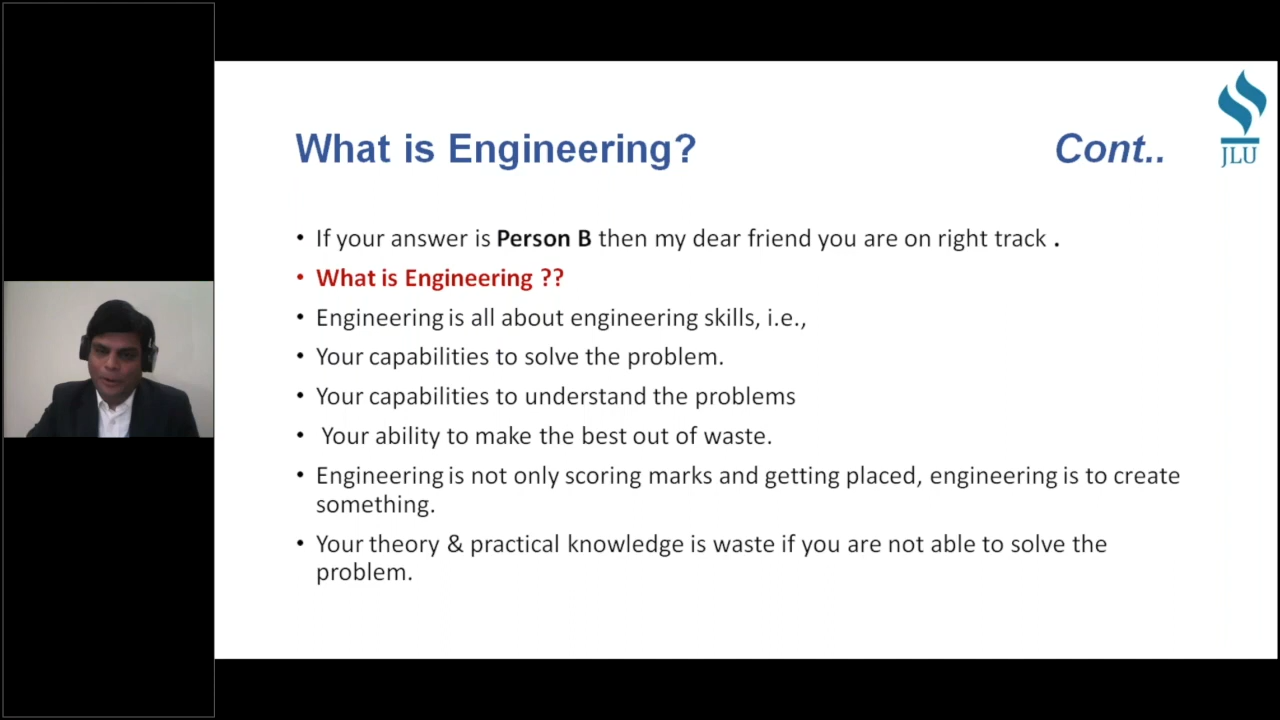 What is Engineering? Cont..
JLU
• If your answer is Person B then my dear friend you are on right track .
• What is Engineering ??
• Engineering is all about engineering skills, i.e.,
• Your capabilities to solve the problem.
• Your capabilities to understand the problems
• Your ability to make the best out of waste.
• Engineering is not only scoring marks and getting placed, engineering is to create
something.
• Your theory & practical knowledge is waste if you are not able to solve the
problem.